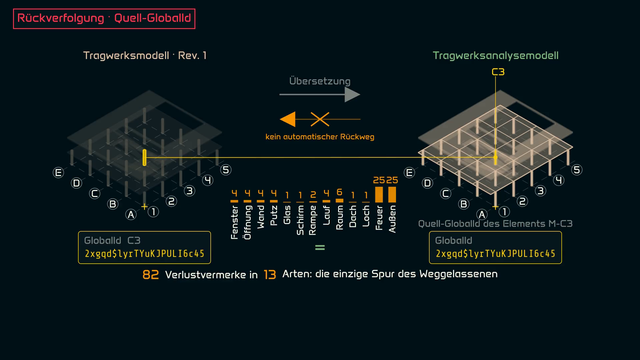 Rückverfolgung · Quell-GlobalId
Tragwerksmodell · Rev. 1
Tragwerksanalysemodell
C3
Übersetzung
kein automatischer Rückweg
E
D
C
B
A
1
2
3
4
5
E
D
C
B
A
1
2
3
4
5
4 4 4 4 1 1 2 4 6 1 1 25 25
Fenster
Öffnung
Wand
Putz
Glas
Schirm
Rampe
Lauf
Raum
Dach
Loch
Feuer
Außen
Quell-GlobalId des Elements M-C3
GlobalId C3
2xgqd$lyrTYuKJPULI6c45
=
GlobalId
2xgqd$lyrTYuKJPULI6c45
82 Verlustvermerke in 13 Arten: die einzige Spur des Weggelassenen